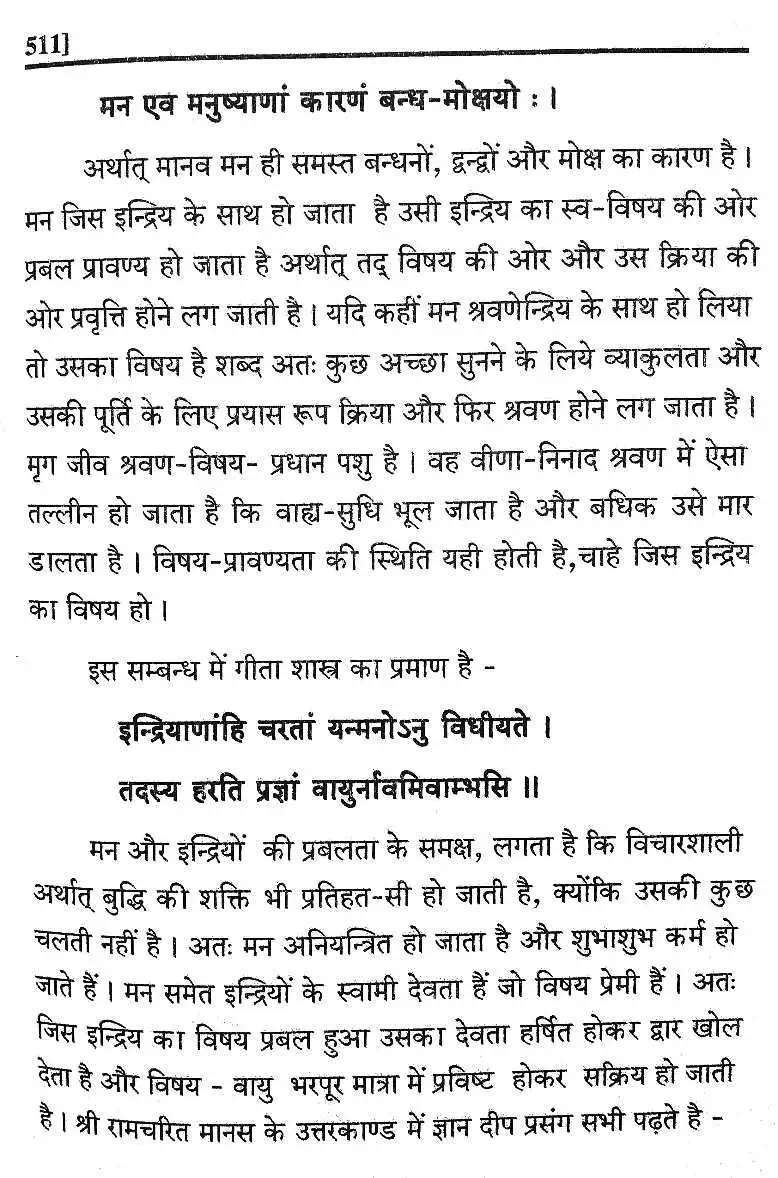 511]
मन एव मनुष्याणां कारणं बन्ध-मोक्षयो : ।
अर्थात् मानव मन ही समस्त बन्धनों, द्वन्द्वों और मोक्ष का कारण है ।
मन जिस इन्द्रिय के साथ हो जाता है उसी इन्द्रिय का स्व-विषय की ओर
प्रबल प्रावण्य हो जाता है अर्थात् तद् विषय की ओर और उस क्रिया की
ओर प्रवृत्ति होने लग जाती है । यदि कहीं मन श्रवणेन्द्रिय के साथ हो लिया
तो उसका विषय है शब्द अतः कुछ अच्छा सुनने के लिये व्याकुलता और
उसकी पूर्ति के लिए प्रयास रूप क्रिया और फिर श्रवण होने लग जाता है ।
मृग जीव श्रवण-विषय- प्रधान पशु है । वह वीणा-निनाद श्रवण में ऐसा
तल्लीन हो जाता है कि वाह्य-सुधि भूल जाता है और बधिक उसे मार
डालता है । विषय-प्रावण्यता की स्थिति यही होती है,चाहे जिस इन्द्रिय
का विषय हो ।
इस सम्बन्ध में गीता शास्त्र का प्रमाण है -
इन्द्रियाणांहि चरतां यन्मनोऽनु विधीयते ।
तदस्य हरति प्रज्ञां वायुर्नावमिवाम्भसि ॥
मन और इन्द्रियों की प्रबलता के समक्ष, लगता है कि विचारशाली
अर्थात् बुद्धि की शक्ति भी प्रतिहत-सी हो जाती है, क्योंकि उसकी कुछ
चलती नहीं है । अतः मन अनियन्त्रित हो जाता है और शुभाशुभ कर्म हो
जाते हैं । मन समेत इन्द्रियों के स्वामी देवता हैं जो विषय प्रेमी हैं । अतः
जिस इन्द्रिय का विषय प्रबल हुआ उसका देवता हर्षित होकर द्वार खोल
देता है और विषय - वायु भरपूर मात्रा में प्रविष्ट होकर सक्रिय हो जाती
है । श्री रामचरित मानस के उत्तरकाण्ड में ज्ञान दीप प्रसंग सभी पढ़ते है -